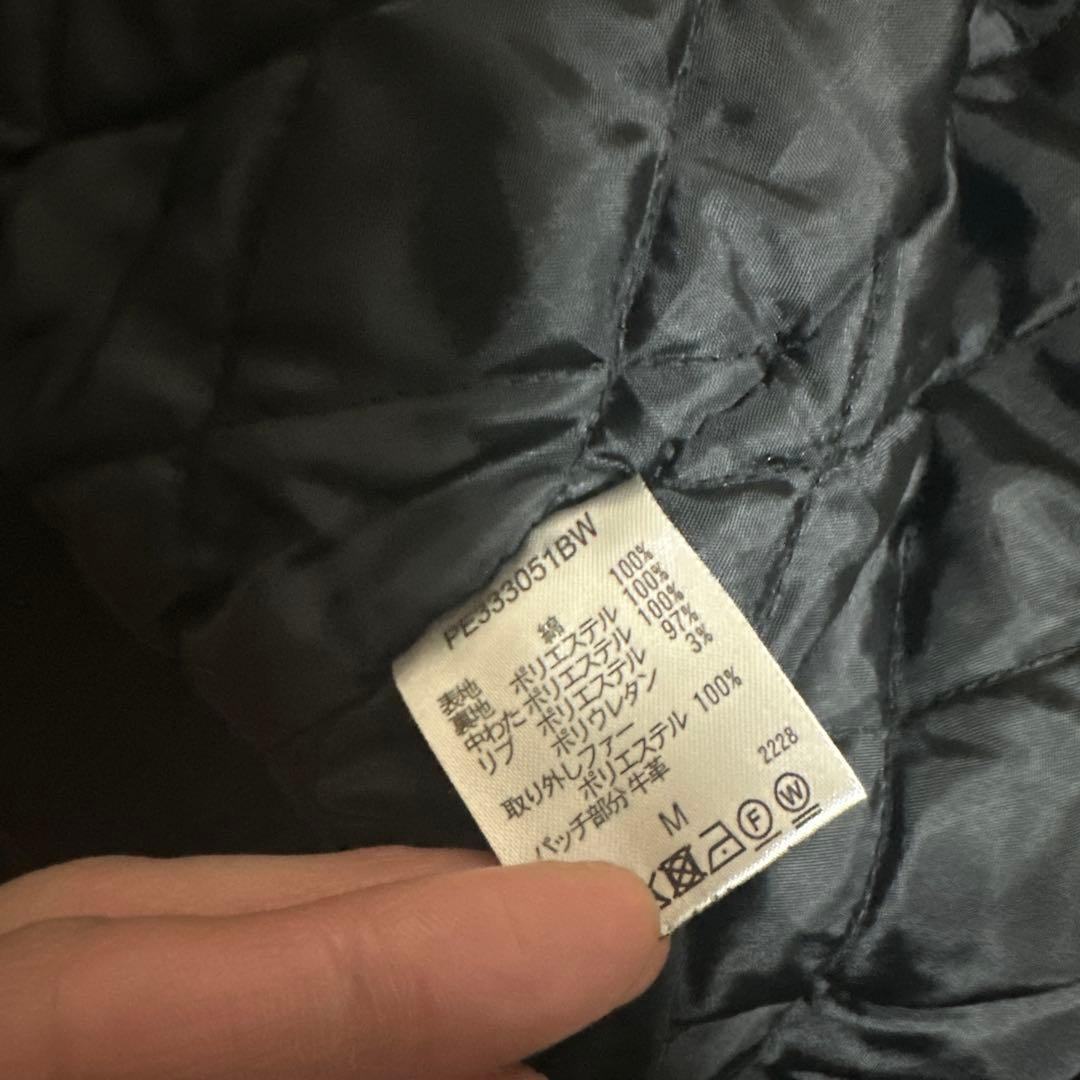 PE333051BW
表地 綿 100%
裏地 ポリエステル 100%
中わた ポリエステル 100%
リブ ポリエステル 97%
ポリウレタン 3%
取り外しファー
ポリエステル 100%
パッチ部分 牛革
M 2228
F W